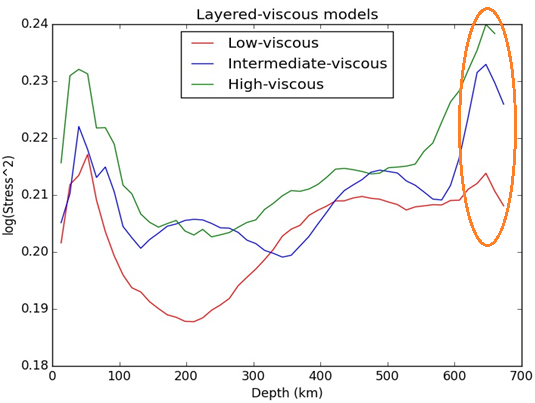 Layered-viscous models
Low-viscous
Intermediate-viscous
High-viscous
log(Stress^2)
0.24
0.23
0.22
0.21
0.20
0.19
0.18
0 100 200 300 400 500 600 700
Depth (km)